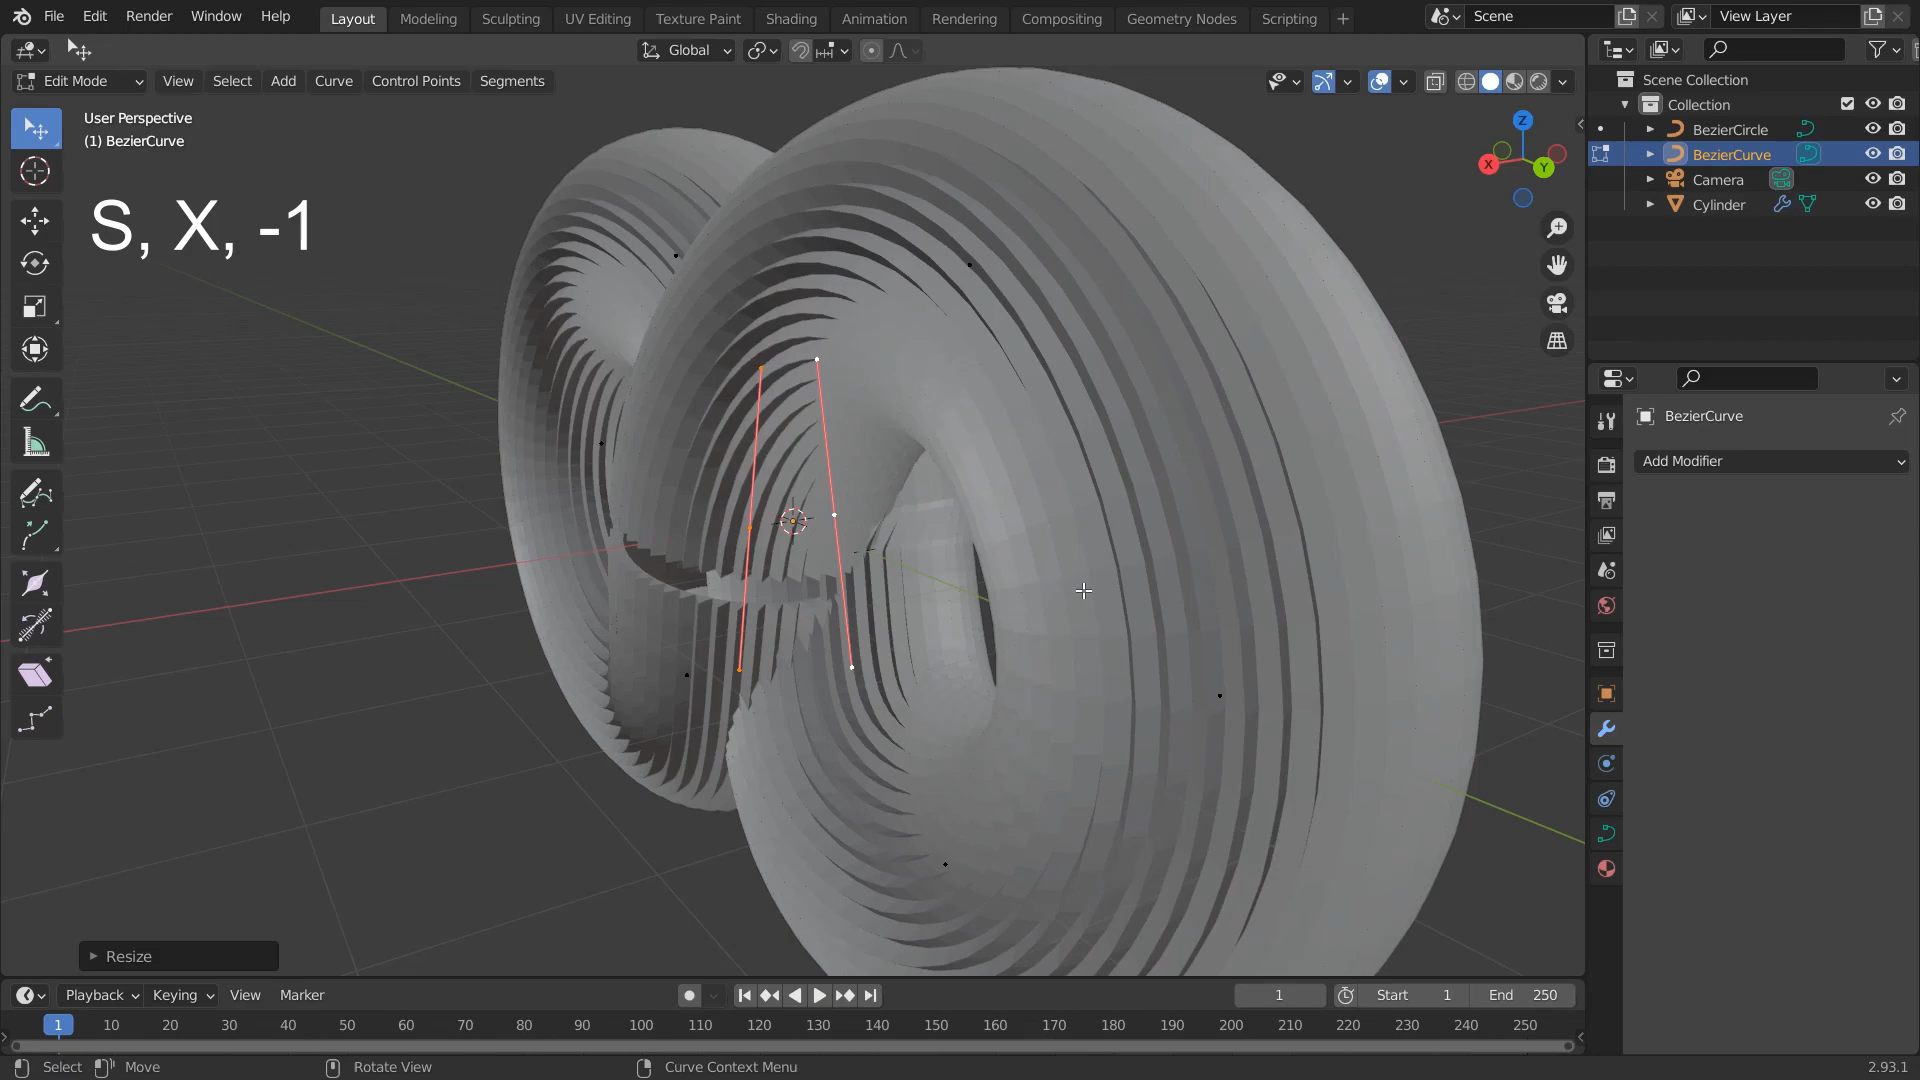 File Edit Render Window Help Layout Modeling Sculpting UV Editing Texture Paint Shading Animation Rendering Compositing Geometry Nodes Scripting + Scene View Layer
Global
Edit Mode View Select Add Curve Control Points Segments
User Perspective
(1) BezierCurve
S, X, -1
Z
X
Y
Resize
Scene Collection
Collection
BezierCircle
BezierCurve
Camera
Cylinder
BezierCurve
Add Modifier
Playback Keying View Marker 1 Start 1 End 250
1 10 20 30 40 50 60 70 80 90 100 110 120 130 140 150 160 170 180 190 200 210 220 230 240 250
Select Move Rotate View Curve Context Menu 2.93.1